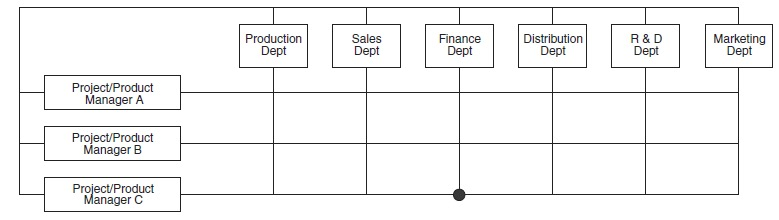 Production
Dept
Sales
Dept
Finance
Dept
Distribution
Dept
R & D
Dept
Marketing
Dept
Project/Product
Manager A
Project/Product
Manager B
Project/Product
Manager C